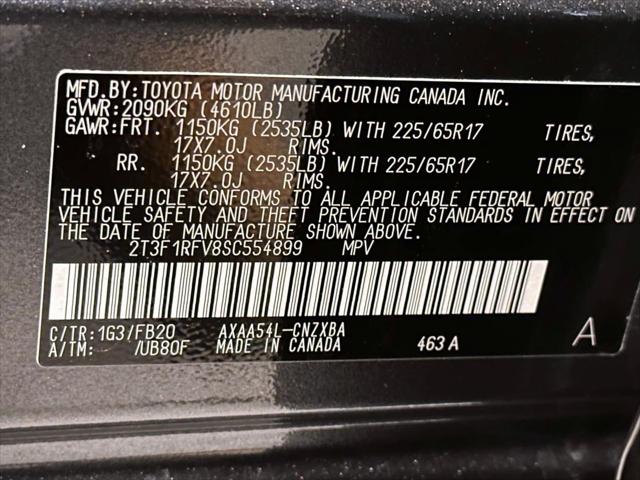 MFD.BY:TOYOTA MOTOR MANUFACTURING CANADA INC.
GVWR:2090KG (4610LB)
GAWR:FRT. 1150KG (2535LB) WITH 225/65R17 TIRES,
17X7.0J RIMS.
RR. 1150KG (2535LB) WITH 225/65R17 TIRES,
17X7.0J RIMS.
THIS VEHICLE CONFORMS TO ALL APPLICABLE FEDERAL MOTOR
VEHICLE SAFETY AND THEFT PREVENTION STANDARDS IN EFFECT ON
THE DATE OF MANUFACTURE SHOWN ABOVE.
2T3F1RFV8SC554899 MPV
C/TR:1G3/FB20 AXAA54L-CNZXBA
A/TM: /UB80F MADE IN CANADA 463 A A